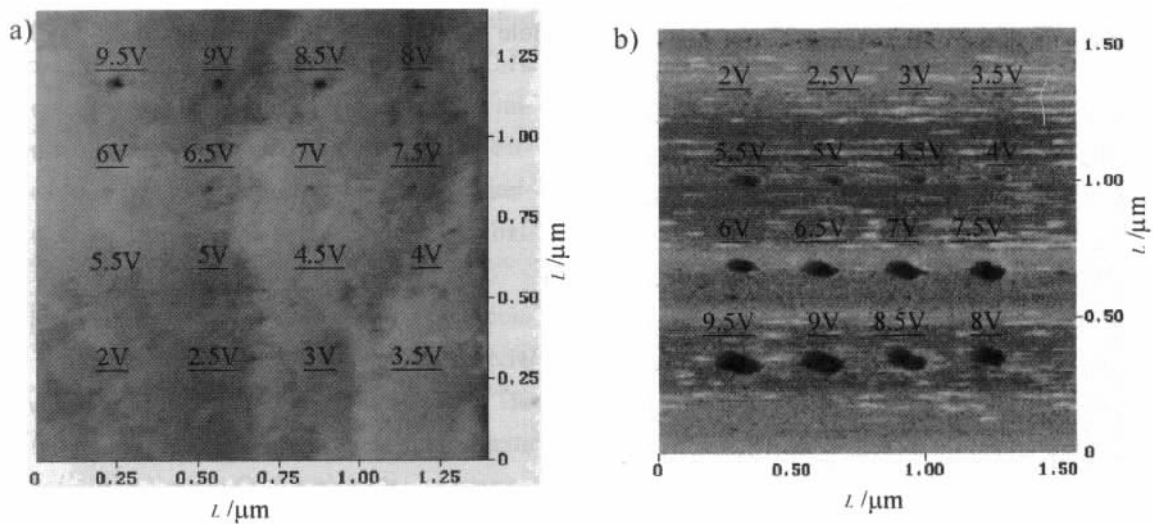 a)
9.5V 9V 8.5V 8V
6V 6.5V 7V 7.5V
5.5V 5V 4.5V 4V
2V 2.5V 3V 3.5V
1.25
1.00
0.75
0.50
0.25
0
L /μm
0 0.25 0.50 0.75 1.00 1.25
L /μm
b)
2V 2.5V 3V 3.5V
5.5V 5V 4.5V 4V
6V 6.5V 7V 7.5V
9.5V 9V 8.5V 8V
1.50
1.00
0.50
0
L /μm
0 0.50 1.00 1.50
L /μm